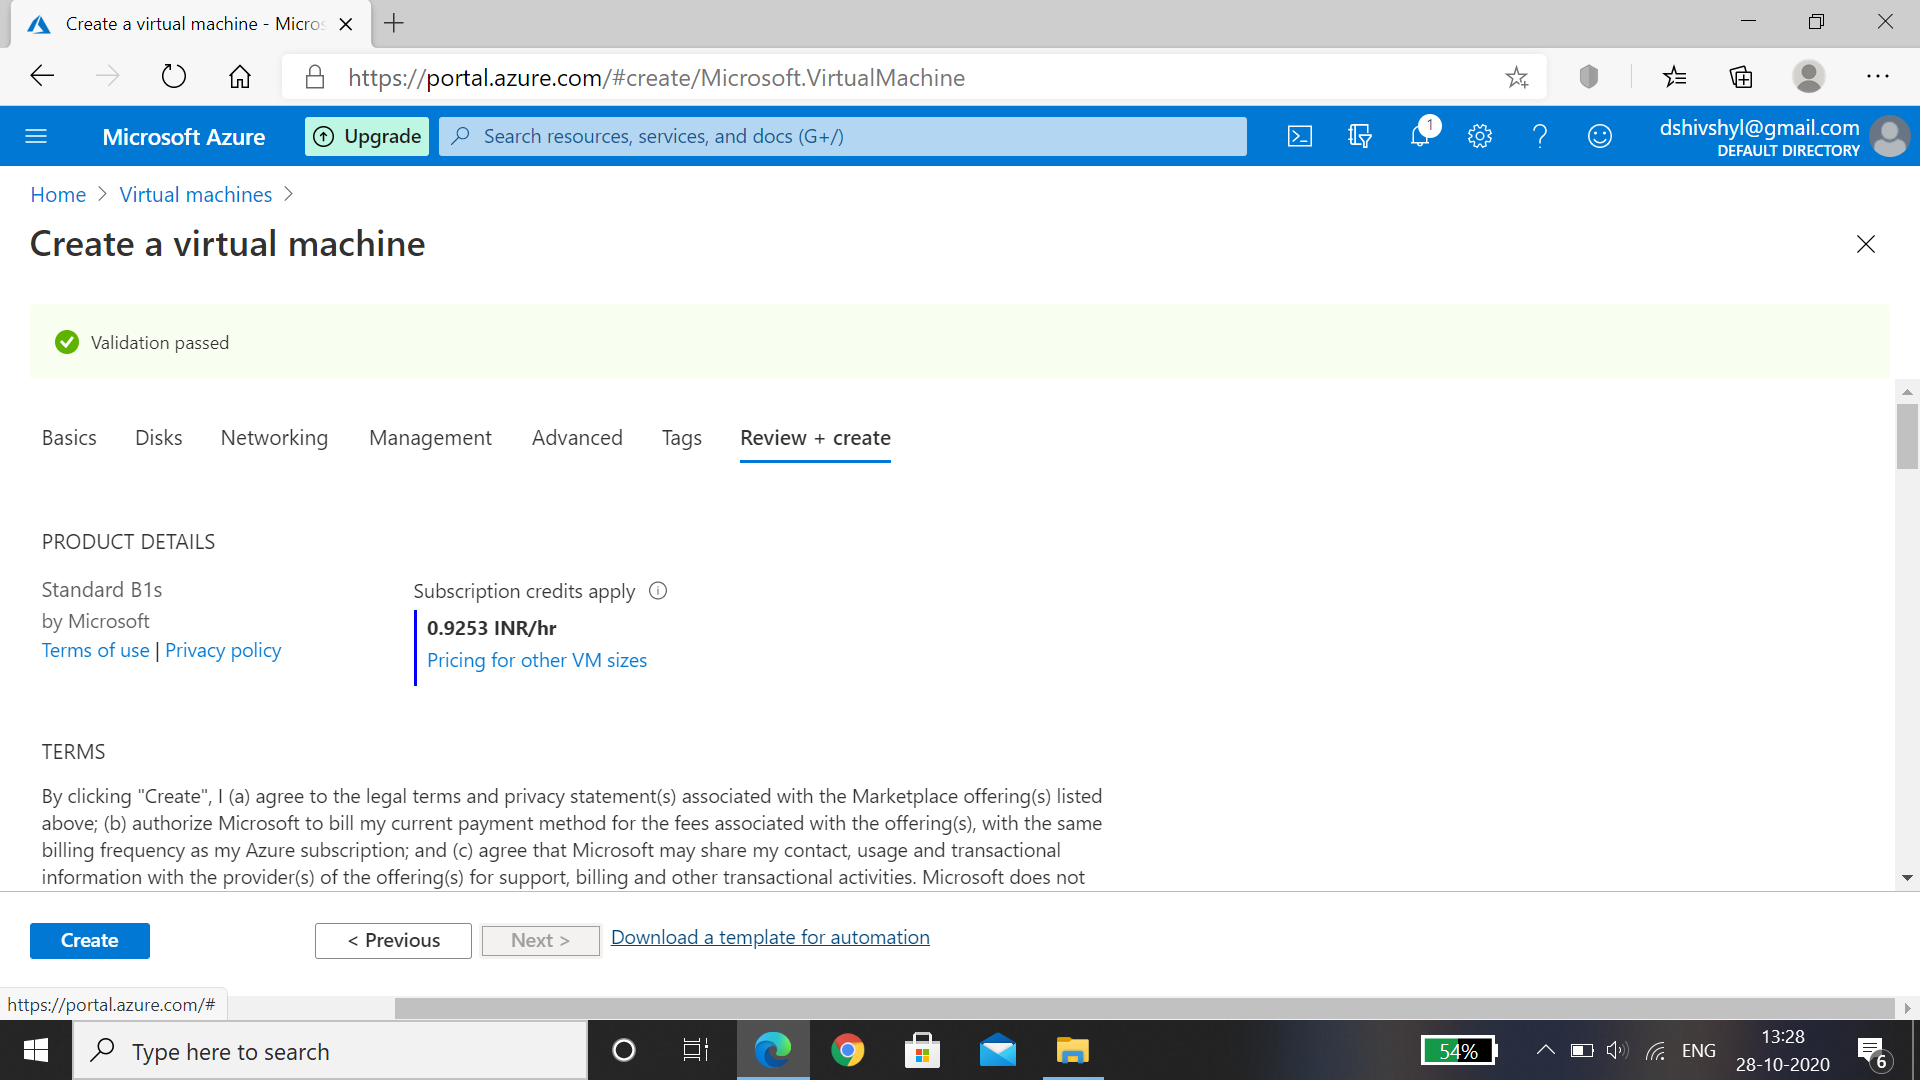 Create a virtual machine - Micros
https://portal.azure.com/#create/Microsoft.VirtualMachine
Microsoft Azure
Upgrade
Search resources, services, and docs (G+/)
1
dshivshyl@gmail.com
DEFAULT DIRECTORY
Home > Virtual machines >
Create a virtual machine
Validation passed
Basics Disks Networking Management Advanced Tags Review + create
PRODUCT DETAILS
Standard B1s
by Microsoft
Terms of use | Privacy policy
Subscription credits apply
0.9253 INR/hr
Pricing for other VM sizes
TERMS
By clicking "Create", I (a) agree to the legal terms and privacy statement(s) associated with the Marketplace offering(s) listed
above; (b) authorize Microsoft to bill my current payment method for the fees associated with the offering(s), with the same
billing frequency as my Azure subscription; and (c) agree that Microsoft may share my contact, usage and transactional
information with the provider(s) of the offering(s) for support, billing and other transactional activities. Microsoft does not
Create < Previous Next > Download a template for automation
https://portal.azure.com/#
Type here to search
54%
ENG
13:28
28-10-2020
6